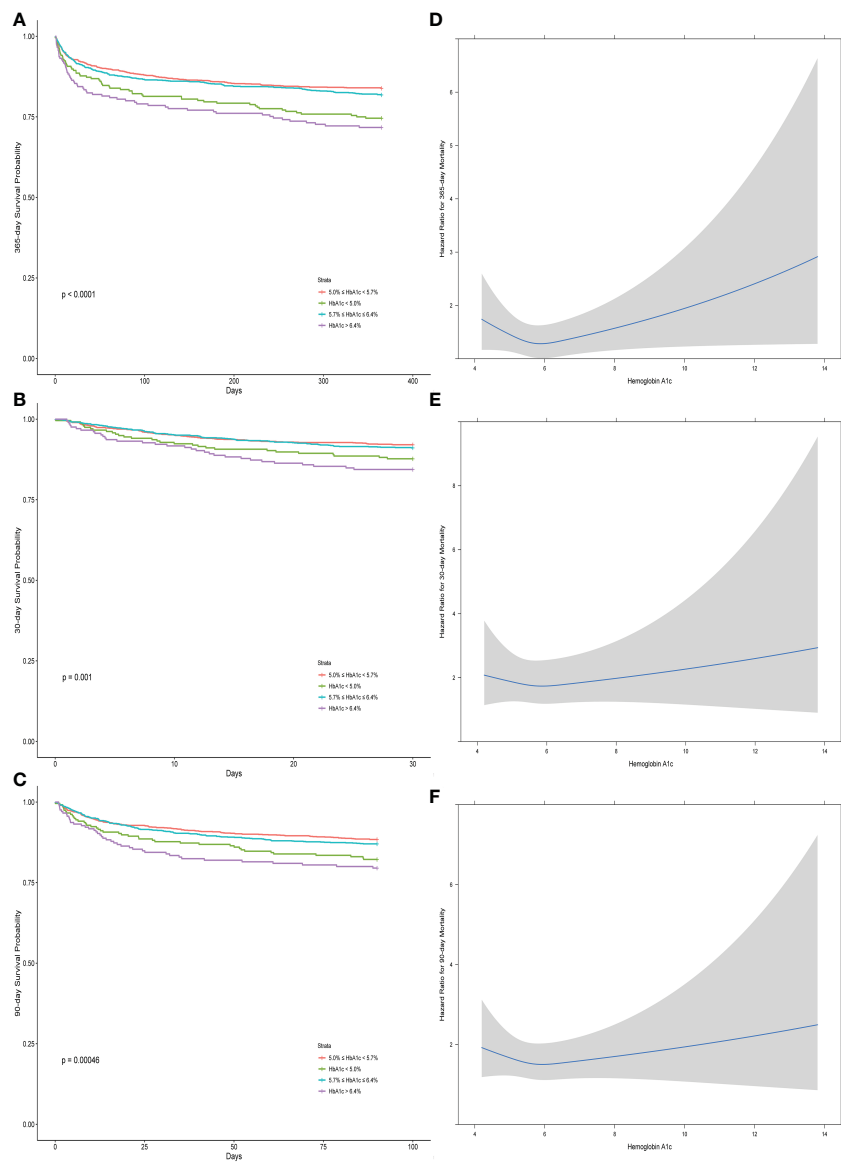 A
1.00
0.75
0.50
0.25
0.00
365-day Survival Probability
p < 0.0001
Strata
5.0% ≤ HbA1c < 5.7%
HbA1c < 5.0%
5.7% ≤ HbA1c ≤ 6.4%
HbA1c > 6.4%
0 100 200 300 400
Days
D
6
5
4
3
2
1
Hazard Ratio for 365-day Mortality
4 6 8 10 12 14
Hemoglobin A1c
B
1.00
0.75
0.50
0.25
0.00
30-day Survival Probability
p = 0.001
Strata
5.0% ≤ HbA1c < 5.7%
HbA1c < 5.0%
5.7% ≤ HbA1c ≤ 6.4%
HbA1c > 6.4%
0 10 20 30
Days
E
8
6
4
2
Hazard Ratio for 30-day Mortality
4 6 8 10 12 14
Hemoglobin A1c
C
1.00
0.75
0.50
0.25
0.00
90-day Survival Probability
p = 0.00046
Strata
5.0% ≤ HbA1c < 5.7%
HbA1c < 5.0%
5.7% ≤ HbA1c ≤ 6.4%
HbA1c > 6.4%
0 25 50 75 100
Days
F
6
4
2
Hazard Ratio for 90-day Mortality
4 6 8 10 12 14
Hemoglobin A1c